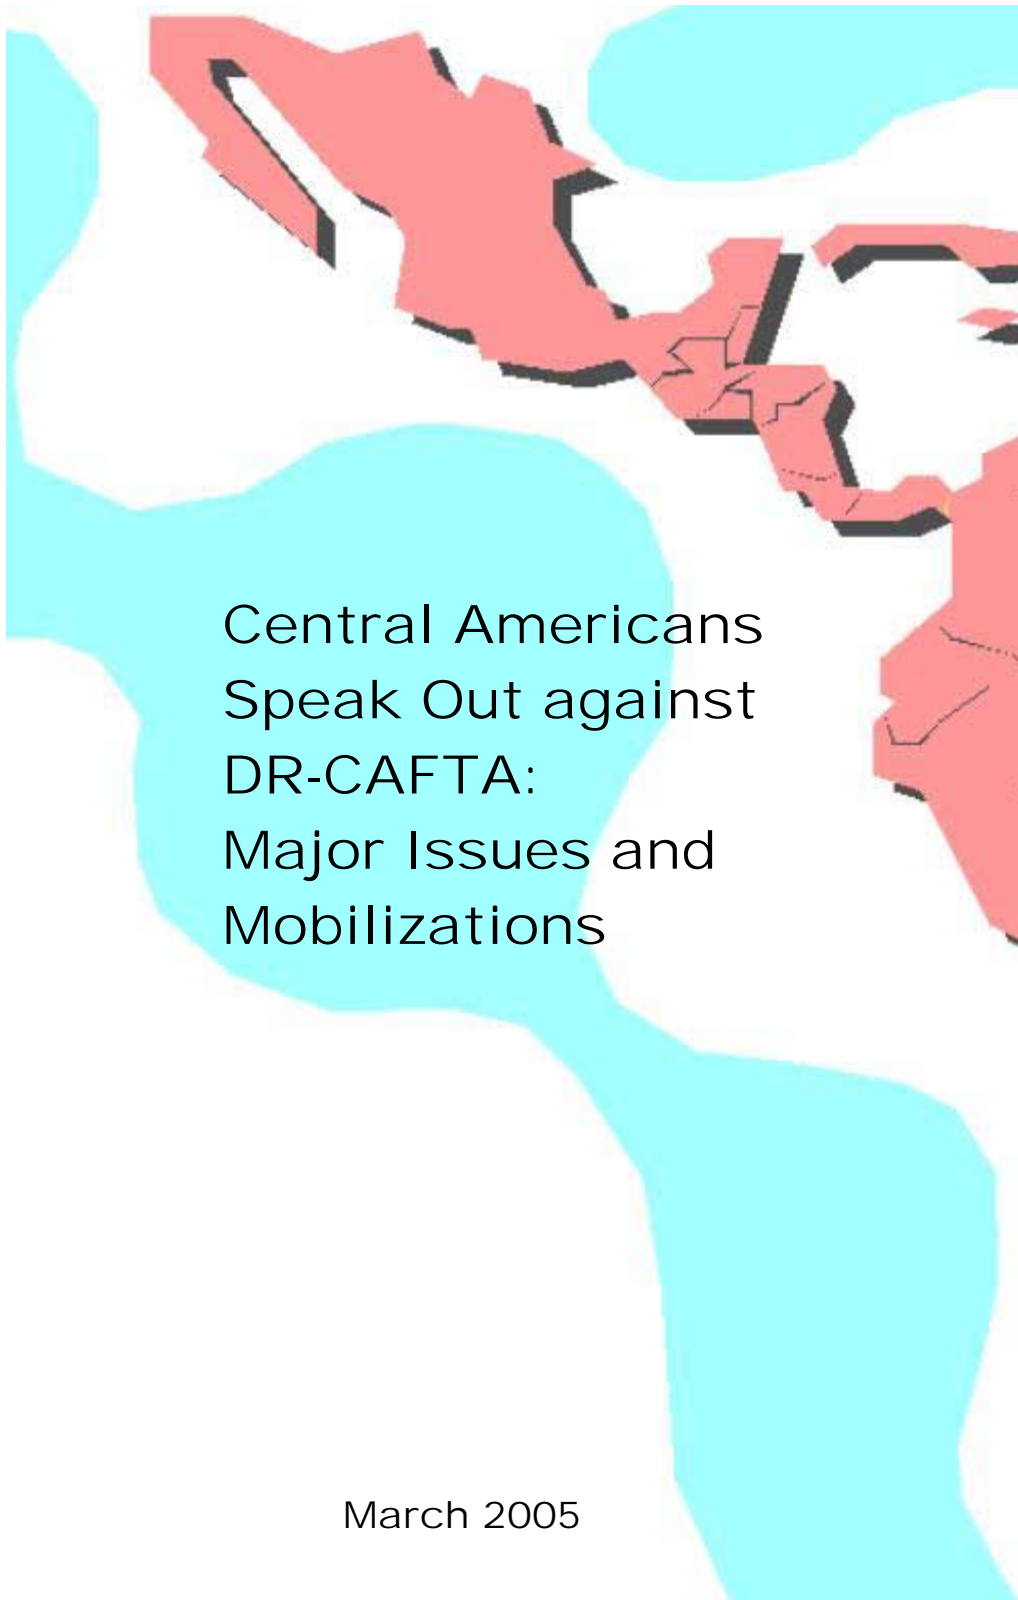 Central Americans
Speak Out against
DR-CAFTA:
Major Issues and
Mobilizations
March 2005